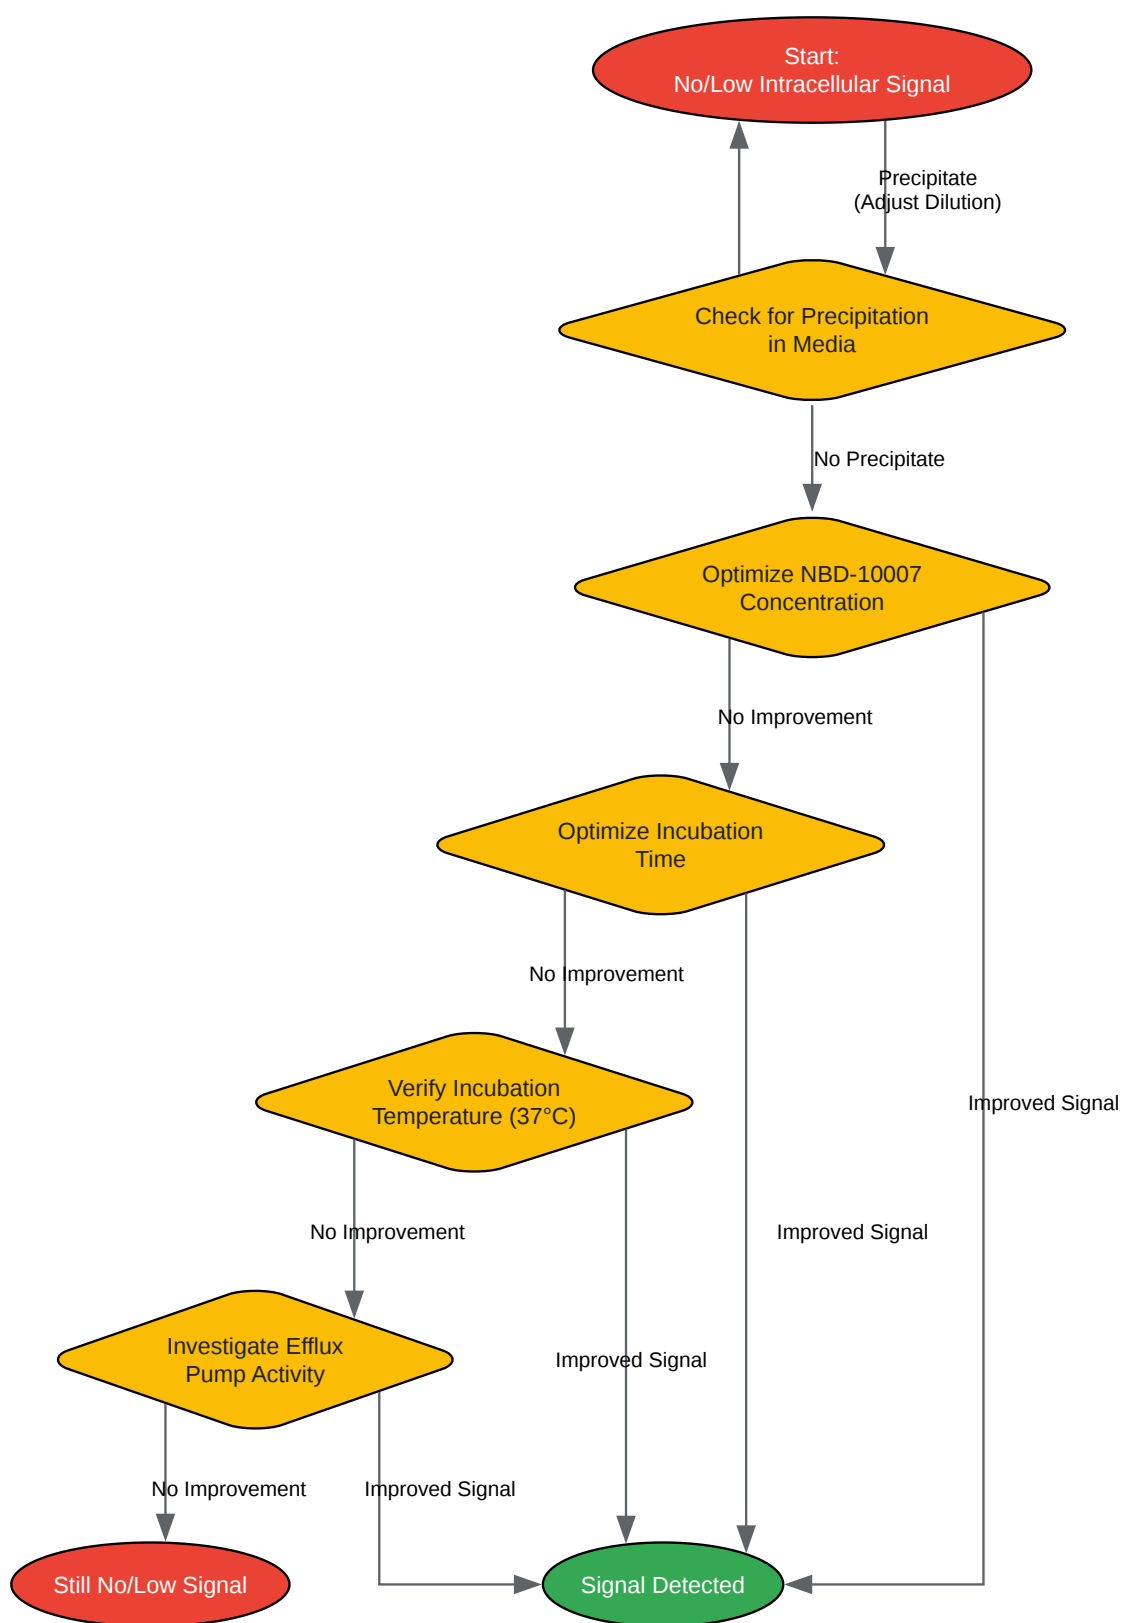 Start:
No/Low Intracellular Signal
Precipitate
(Adjust Dilution)
Check for Precipitation
in Media
No Precipitate
Optimize NBD-10007
Concentration
No Improvement
Optimize Incubation
Time
No Improvement
Verify Incubation
Temperature (37°C)
Improved Signal
No Improvement
Improved Signal
Investigate Efflux
Pump Activity
Improved Signal
No Improvement
Improved Signal
Still No/Low Signal
Signal Detected